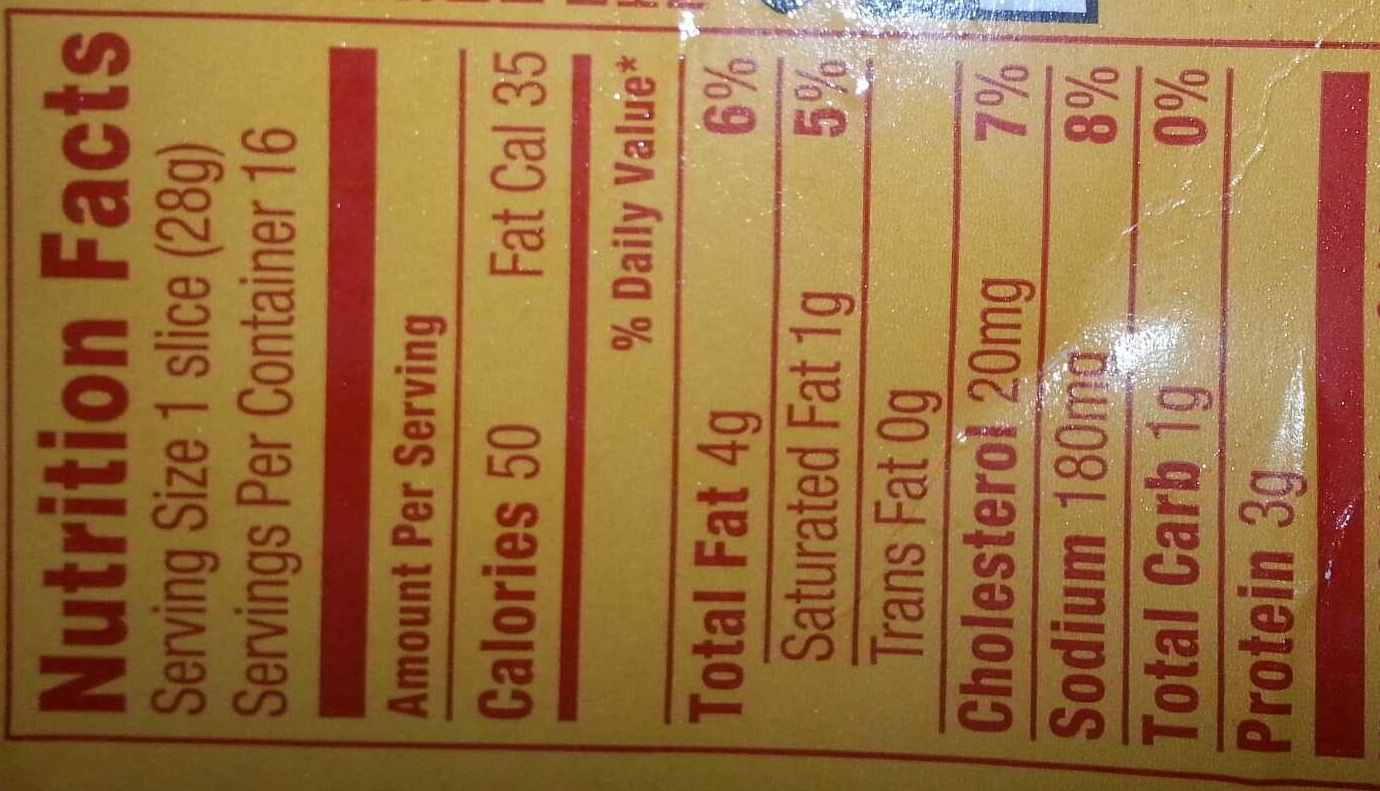 Nutrition Facts
Serving Size 1 slice (28g)
Servings Per Container 16
Amount Per Serving
Calories 50 Fat Cal 35
% Daily Value*
Total Fat 4g 6%
Saturated Fat 1g 5%
Trans Fat 0g
Cholesterol 20mg 7%
Sodium 180mg 8%
Total Carb 1g 0%
Protein 3g